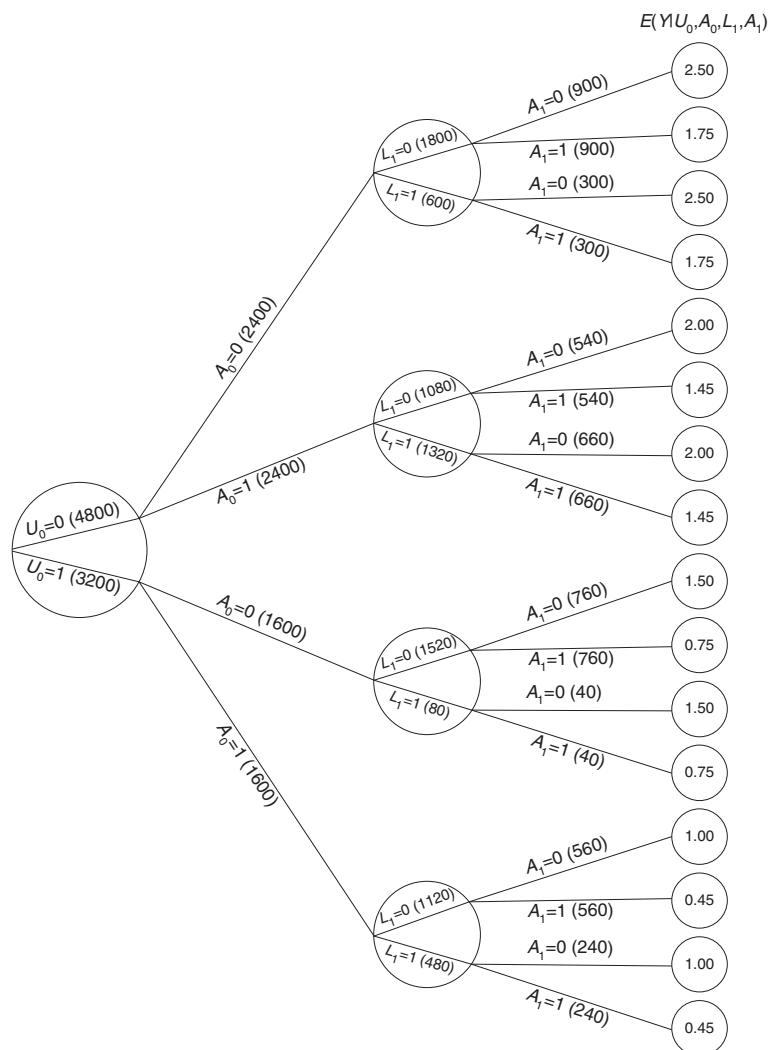 E(Y|U₀,A₀,L₁,A₁)
A₁=0 (900)
2.50
L₁=0 (1800)
A₁=1 (900)
1.75
L₁=1 (600)
A₁=0 (300)
2.50
A₁=1 (300)
1.75
A₀=0 (2400)
A₁=0 (540)
2.00
L₁=0 (1080)
A₁=1 (540)
1.45
L₁=1 (1320)
A₁=0 (660)
2.00
A₀=1 (2400)
A₁=1 (660)
1.45
U₀=0 (4800)
U₀=1 (3200)
A₀=0 (1600)
A₁=0 (760)
1.50
L₁=0 (1520)
A₁=1 (760)
0.75
L₁=1 (80)
A₁=0 (40)
1.50
A₁=1 (40)
0.75
A₀=1 (1600)
A₁=0 (560)
1.00
L₁=0 (1120)
A₁=1 (560)
0.45
L₁=1 (480)
A₁=0 (240)
1.00
A₁=1 (240)
0.45